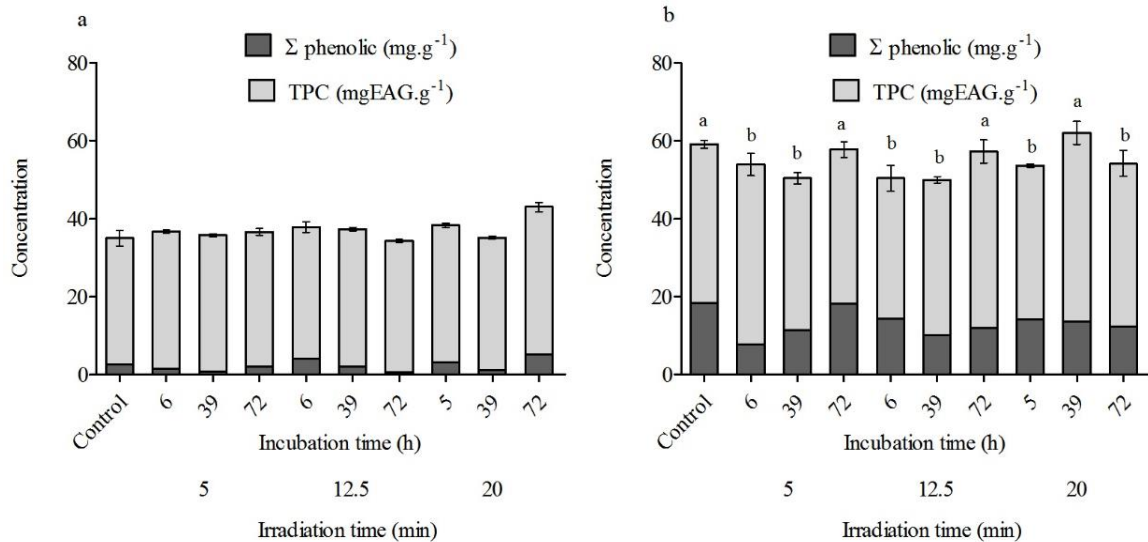 a
Σ phenolic (mg.g⁻¹)
TPC (mgEAG.g⁻¹)
80
60
40
20
0
Concentration
Control 6 39 72 6 39 72 5 39 72
Incubation time (h)
5 12.5 20
Irradiation time (min)
b
Σ phenolic (mg.g⁻¹)
TPC (mgEAG.g⁻¹)
80
60
40
20
0
Concentration
a b b a b b a b a b
Control 6 39 72 6 39 72 5 39 72
Incubation time (h)
5 12.5 20
Irradiation time (min)